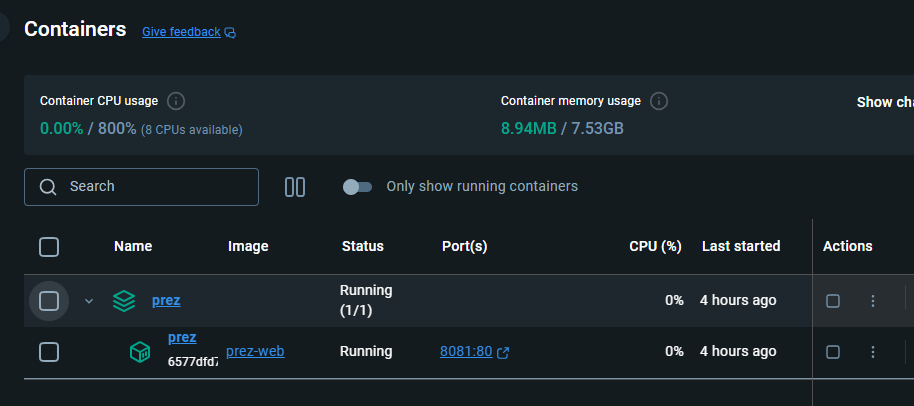 Containers Give feedback
Container CPU usage
0.00% / 800% (8 CPUs available)
Container memory usage
8.94MB / 7.53GB
Show cha
Search
Only show running containers
Name Image Status Port(s) CPU (%) Last started Actions
prez Running (1/1) 0% 4 hours ago
prez prez-web Running 8081:80 0% 4 hours ago
6577dfd7